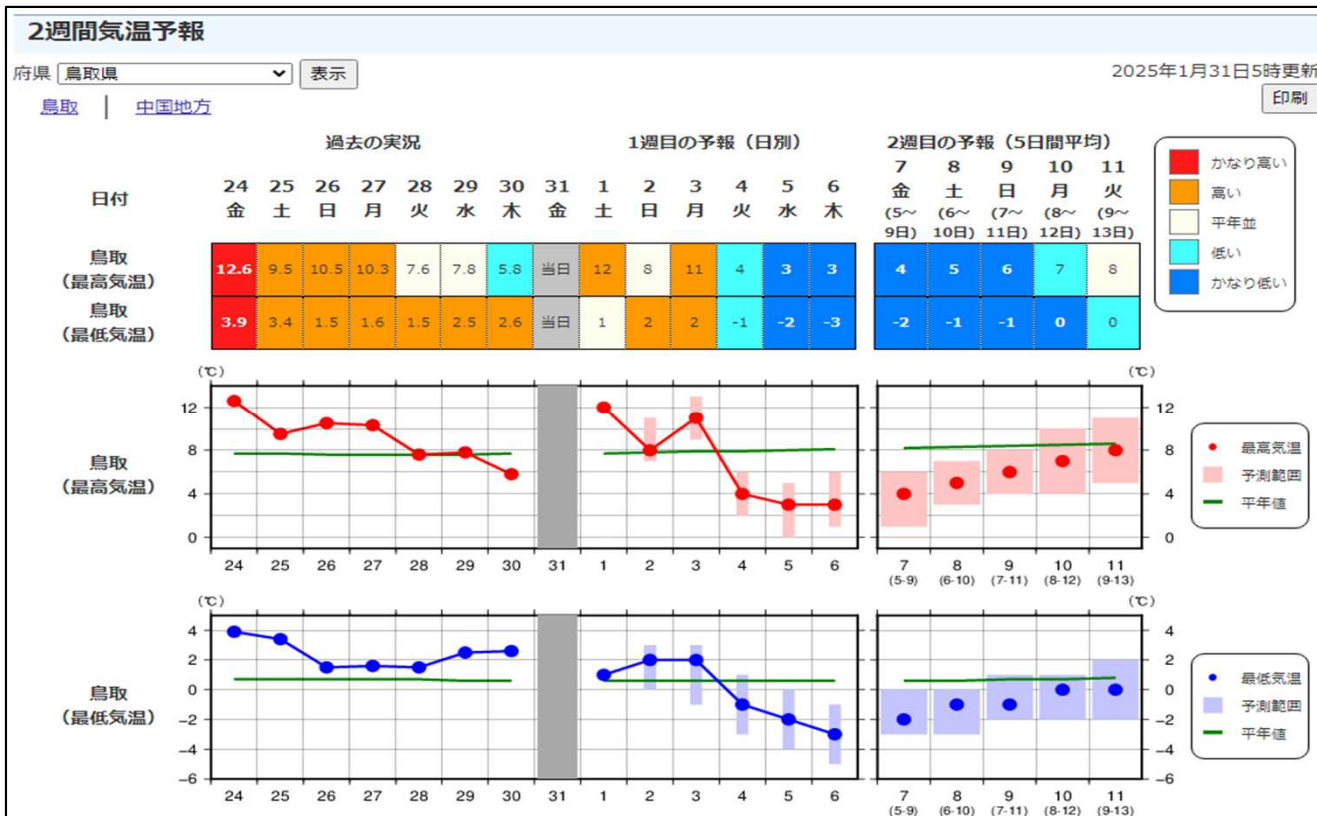 2週間気温予報
府県 鳥取県 表示
2025年1月31日5時更新
印刷
鳥取 | 中国地方
過去の実況 1週目の予報（日別） 2週目の予報（5日間平均）
日付 24 25 26 27 28 29 30 31 1 2 3 4 5 6 7 8 9 10 11
金 土 日 月 火 水 木 金 土 日 月 火 水 木 金 土 日 月 火
(5～ (6～ (7～ (8～ (9～
9日) 10日) 11日) 12日) 13日)
鳥取
（最高気温） 12.6 9.5 10.5 10.3 7.6 7.8 5.8 当日 12 8 11 4 3 3 4 5 6 7 8
鳥取
（最低気温） 3.9 3.4 1.5 1.6 1.5 2.5 2.6 当日 1 2 2 -1 -2 -3 -2 -1 -1 0 0
かなり高い
高い
平年並
低い
かなり低い
(℃) (℃)
12 12
8 8
4 4
0 0
鳥取
（最高気温）
24 25 26 27 28 29 30 31 1 2 3 4 5 6 7 8 9 10 11
(5-9) (6-10) (7-11) (8-12) (9-13)
最高気温
予測範囲
平年値
(℃) (℃)
4 4
2 2
0 0
−2 −2
−4 −4
−6 −6
鳥取
（最低気温）
24 25 26 27 28 29 30 31 1 2 3 4 5 6 7 8 9 10 11
(5-9) (6-10) (7-11) (8-12) (9-13)
最低気温
予測範囲
平年値